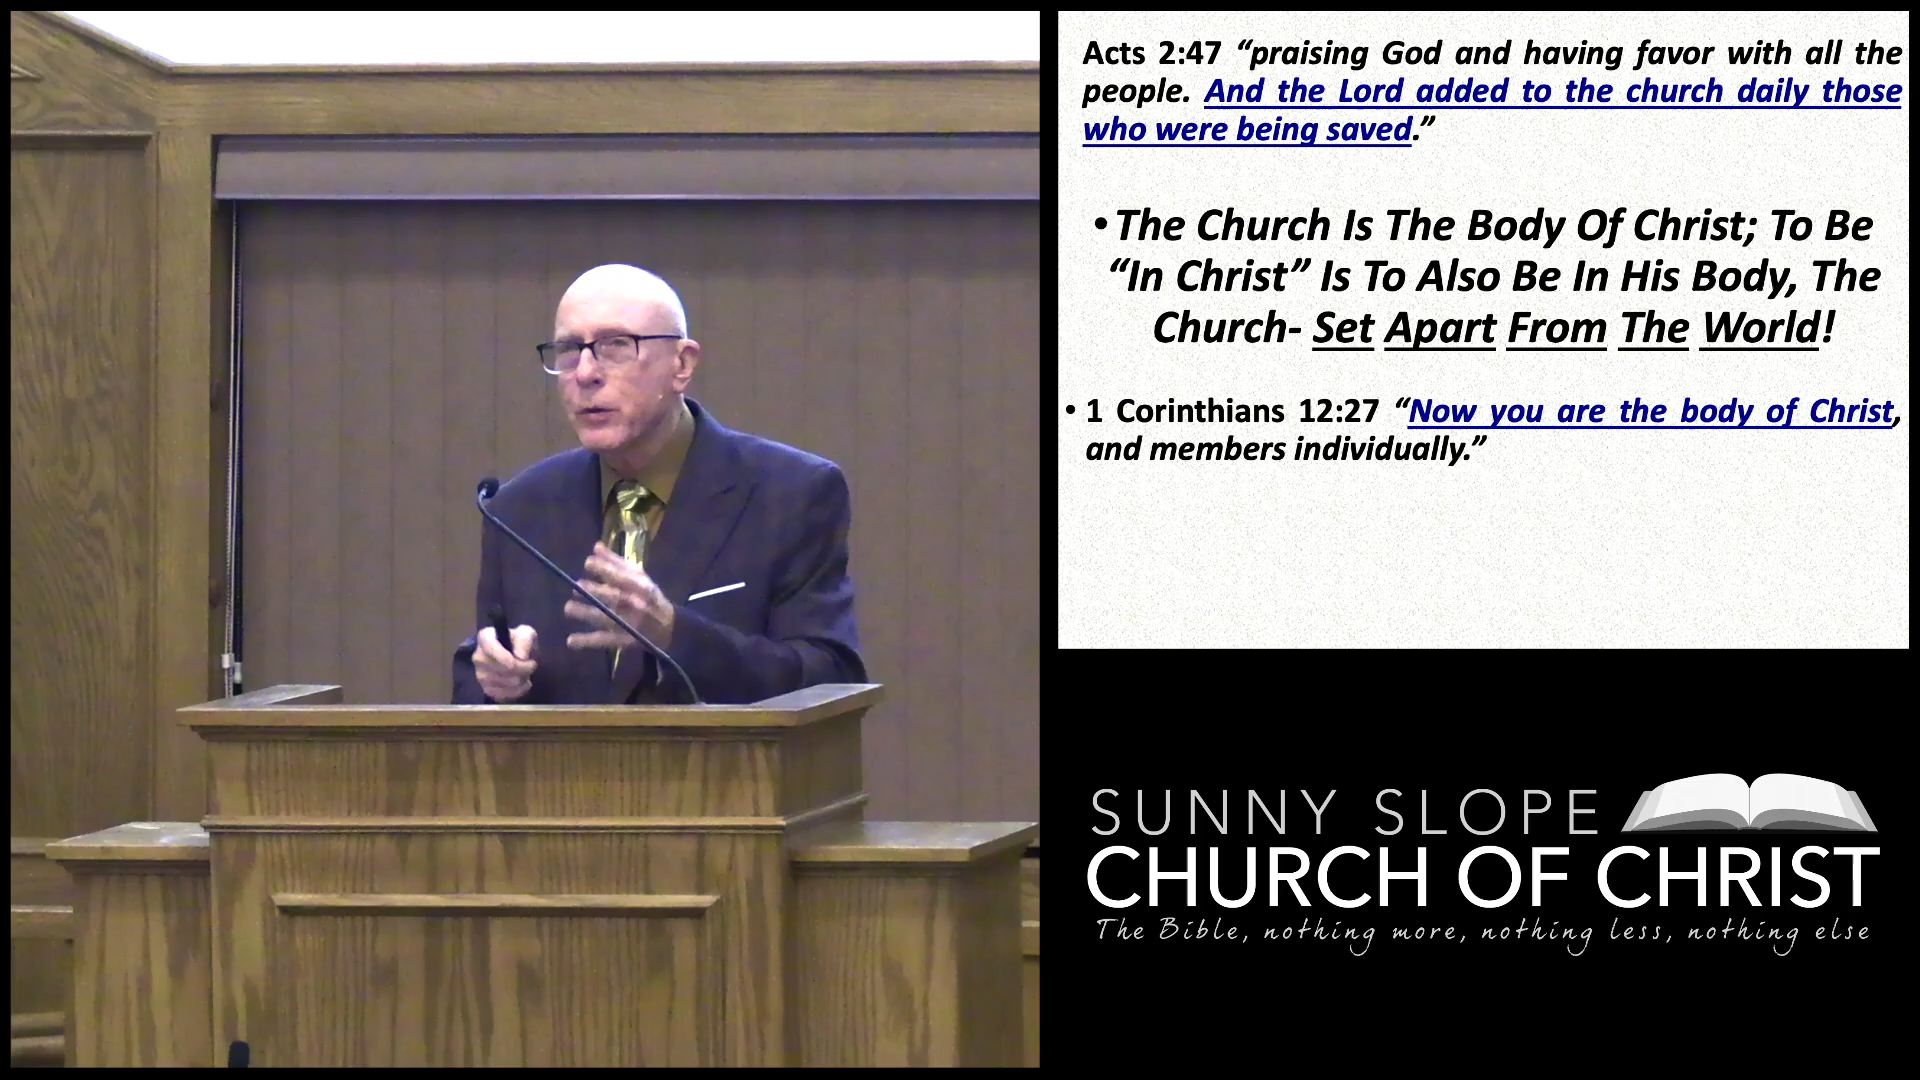 Acts 2:47 “praising God and having favor with all the
people. And the Lord added to the church daily those
who were being saved.”
• The Church Is The Body Of Christ; To Be
“In Christ” Is To Also Be In His Body, The
Church- Set Apart From The World!
• 1 Corinthians 12:27 “Now you are the body of Christ,
and members individually.”
SUNNY SLOPE
CHURCH OF CHRIST
The Bible, nothing more, nothing less, nothing else